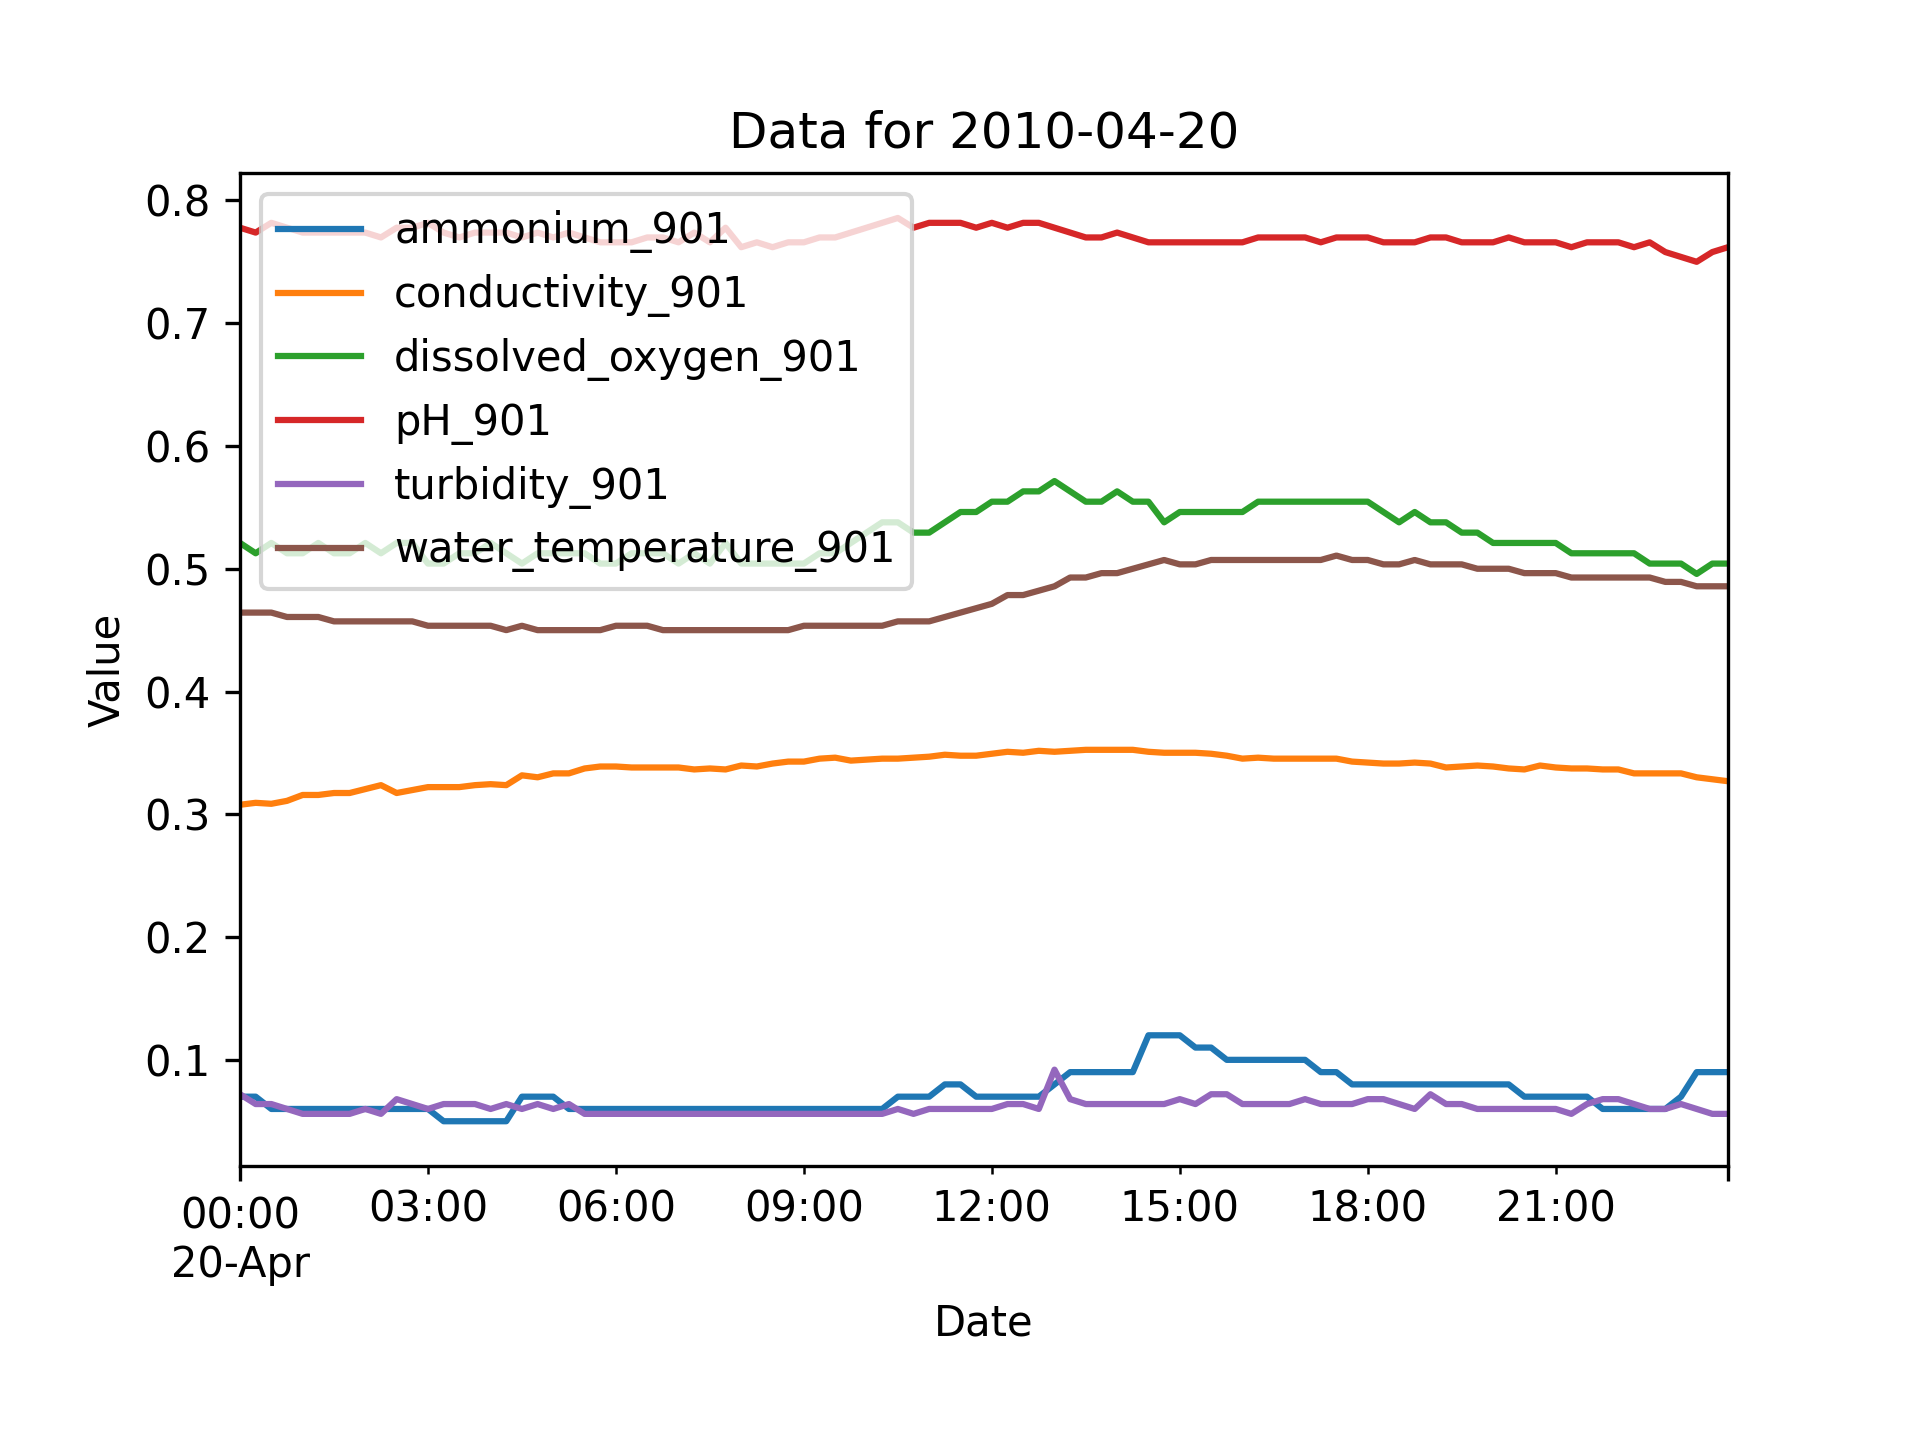 Data for 2010-04-20
0.8
0.7
0.6
0.5
0.4
0.3
0.2
0.1
Value
ammonium_901
conductivity_901
dissolved_oxygen_901
pH_901
turbidity_901
water_temperature_901
00:00 03:00 06:00 09:00 12:00 15:00 18:00 21:00
20-Apr
Date